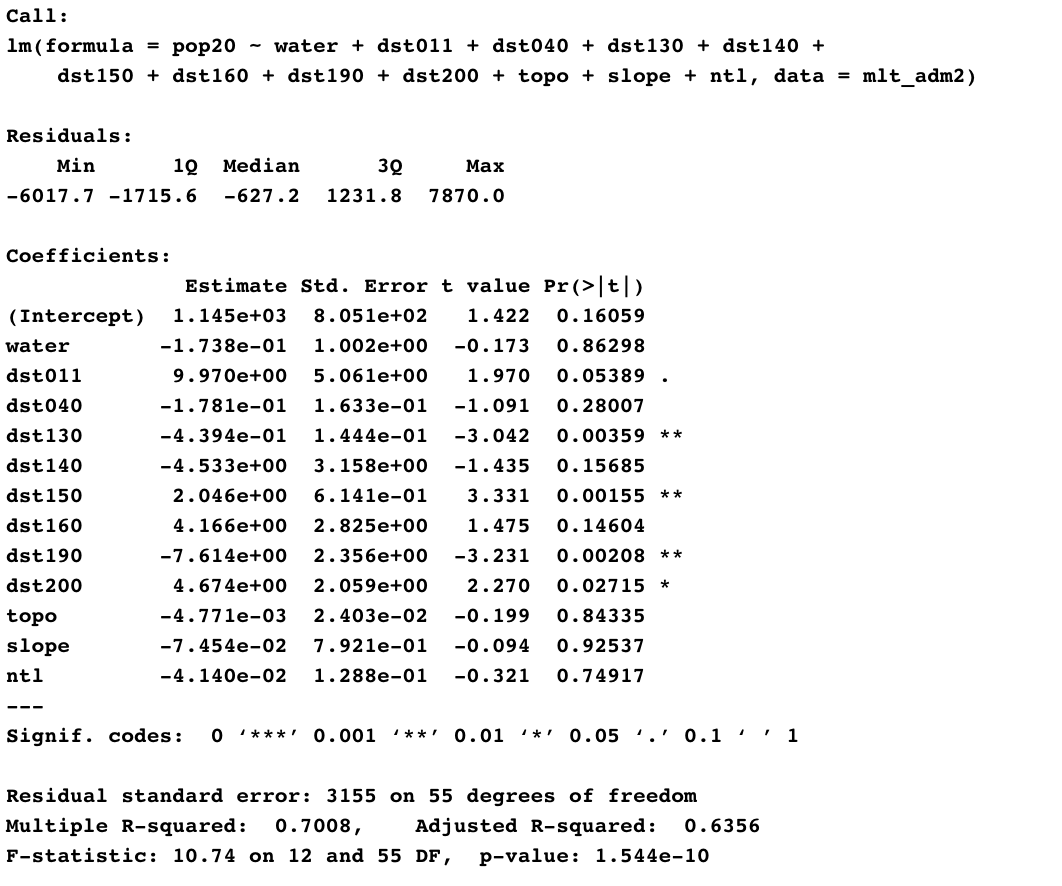 Call:
lm(formula = pop20 ~ water + dst011 + dst040 + dst130 + dst140 +
    dst150 + dst160 + dst190 + dst200 + topo + slope + ntl, data = mlt_adm2)

Residuals:
    Min      1Q  Median      3Q     Max
-6017.7 -1715.6  -627.2  1231.8  7870.0

Coefficients:
              Estimate Std. Error t value Pr(>|t|)
(Intercept)  1.145e+03  8.051e+02   1.422  0.16059
water       -1.738e-01  1.002e+00  -0.173  0.86298
dst011       9.970e+00  5.061e+00   1.970  0.05389 .
dst040      -1.781e-01  1.633e-01  -1.091  0.28007
dst130      -4.394e-01  1.444e-01  -3.042  0.00359 **
dst140      -4.533e+00  3.158e+00  -1.435  0.15685
dst150       2.046e+00  6.141e-01   3.331  0.00155 **
dst160       4.166e+00  2.825e+00   1.475  0.14604
dst190      -7.614e+00  2.356e+00  -3.231  0.00208 **
dst200       4.674e+00  2.059e+00   2.270  0.02715 *
topo        -4.771e-03  2.403e-02  -0.199  0.84335
slope       -7.454e-02  7.921e-01  -0.094  0.92537
ntl         -4.140e-02  1.288e-01  -0.321  0.74917
---
Signif. codes:  0 ‘***’ 0.001 ‘**’ 0.01 ‘*’ 0.05 ‘.’ 0.1 ‘ ’ 1

Residual standard error: 3155 on 55 degrees of freedom
Multiple R-squared:  0.7008,    Adjusted R-squared:  0.6356
F-statistic: 10.74 on 12 and 55 DF,  p-value: 1.544e-10